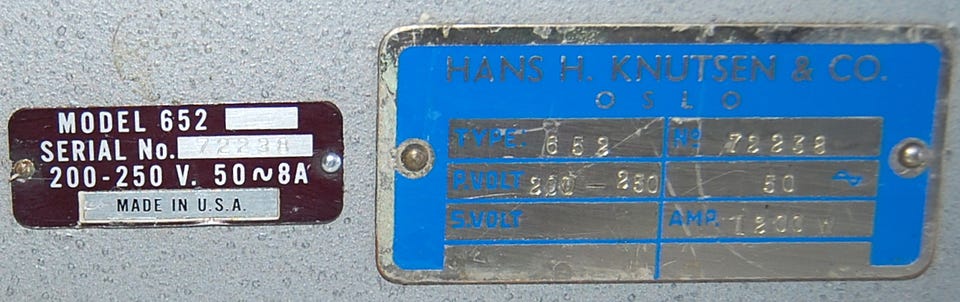 MODEL 652
SERIAL No. 72238
200-250 V. 50~8A
MADE IN U.S.A.
HANS H. KNUTSEN & CO.
OSLO
TYPE: 652 No 72238
P.VOLT 200-250 50 ~
S.VOLT AMP. 1200 W